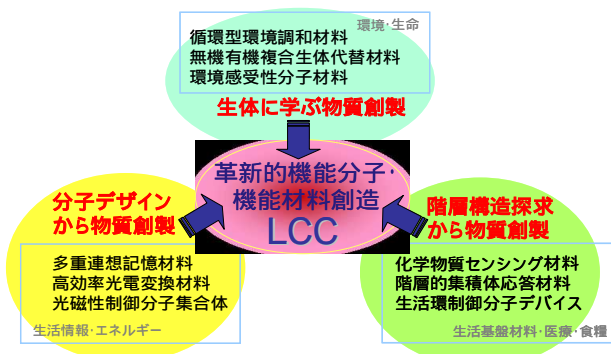 環境・生命
循環型環境調和材料
無機有機複合生体代替材料
環境感受性分子材料
生体に学ぶ物質創製
革新的機能分子・
機能材料創造
LCC
分子デザイン
から物質創製
多重連想記憶材料
高効率光電変換材料
光磁性制御分子集合体
生活情報・エネルギー
階層構造探求
から物質創製
化学物質センシング材料
階層的集積体応答材料
生活環制御分子デバイス
生活基盤材料・医療・食糧